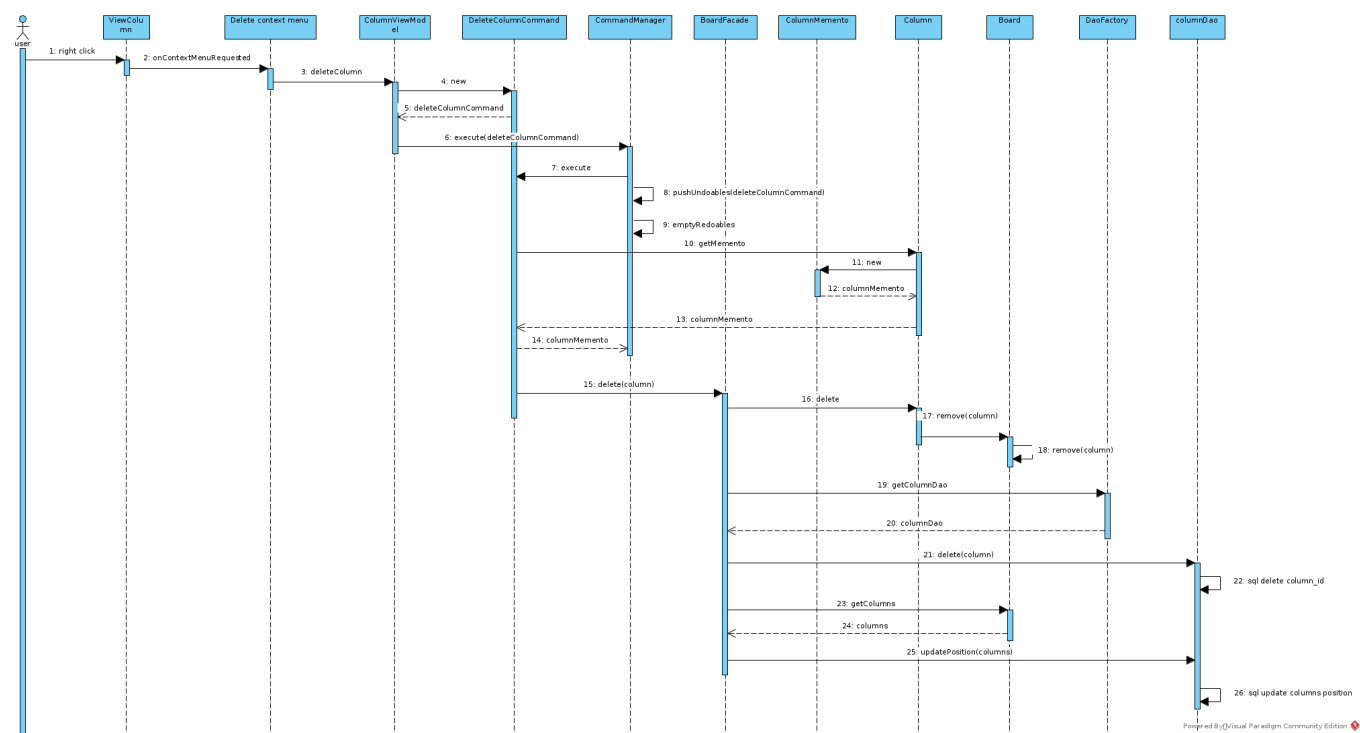 ViewColu
mn
Delete context menu
ColumnViewMod
el
DeleteColumnCommand
CommandManager
BoardFacade
ColumnMemento
Column
Board
DaoFactory
columnDao
user
1: right click
2: onContextMenuRequested
3: deleteColumn
4: new
5: deleteColumnCommand
6: execute(deleteColumnCommand)
7: execute
8: pushUndoables(deleteColumnCommand)
9: emptyRedoables
10: getMemento
11: new
12: columnMemento
13: columnMemento
14: columnMemento
15: delete(column)
16: delete
17: remove(column)
18: remove(column)
19: getColumnDao
20: columnDao
21: delete(column)
22: sql delete column_id
23: getColumns
24: columns
25: updatePosition(columns)
26: sql update columns position
Powered By▯Visual Paradigm Community Edition